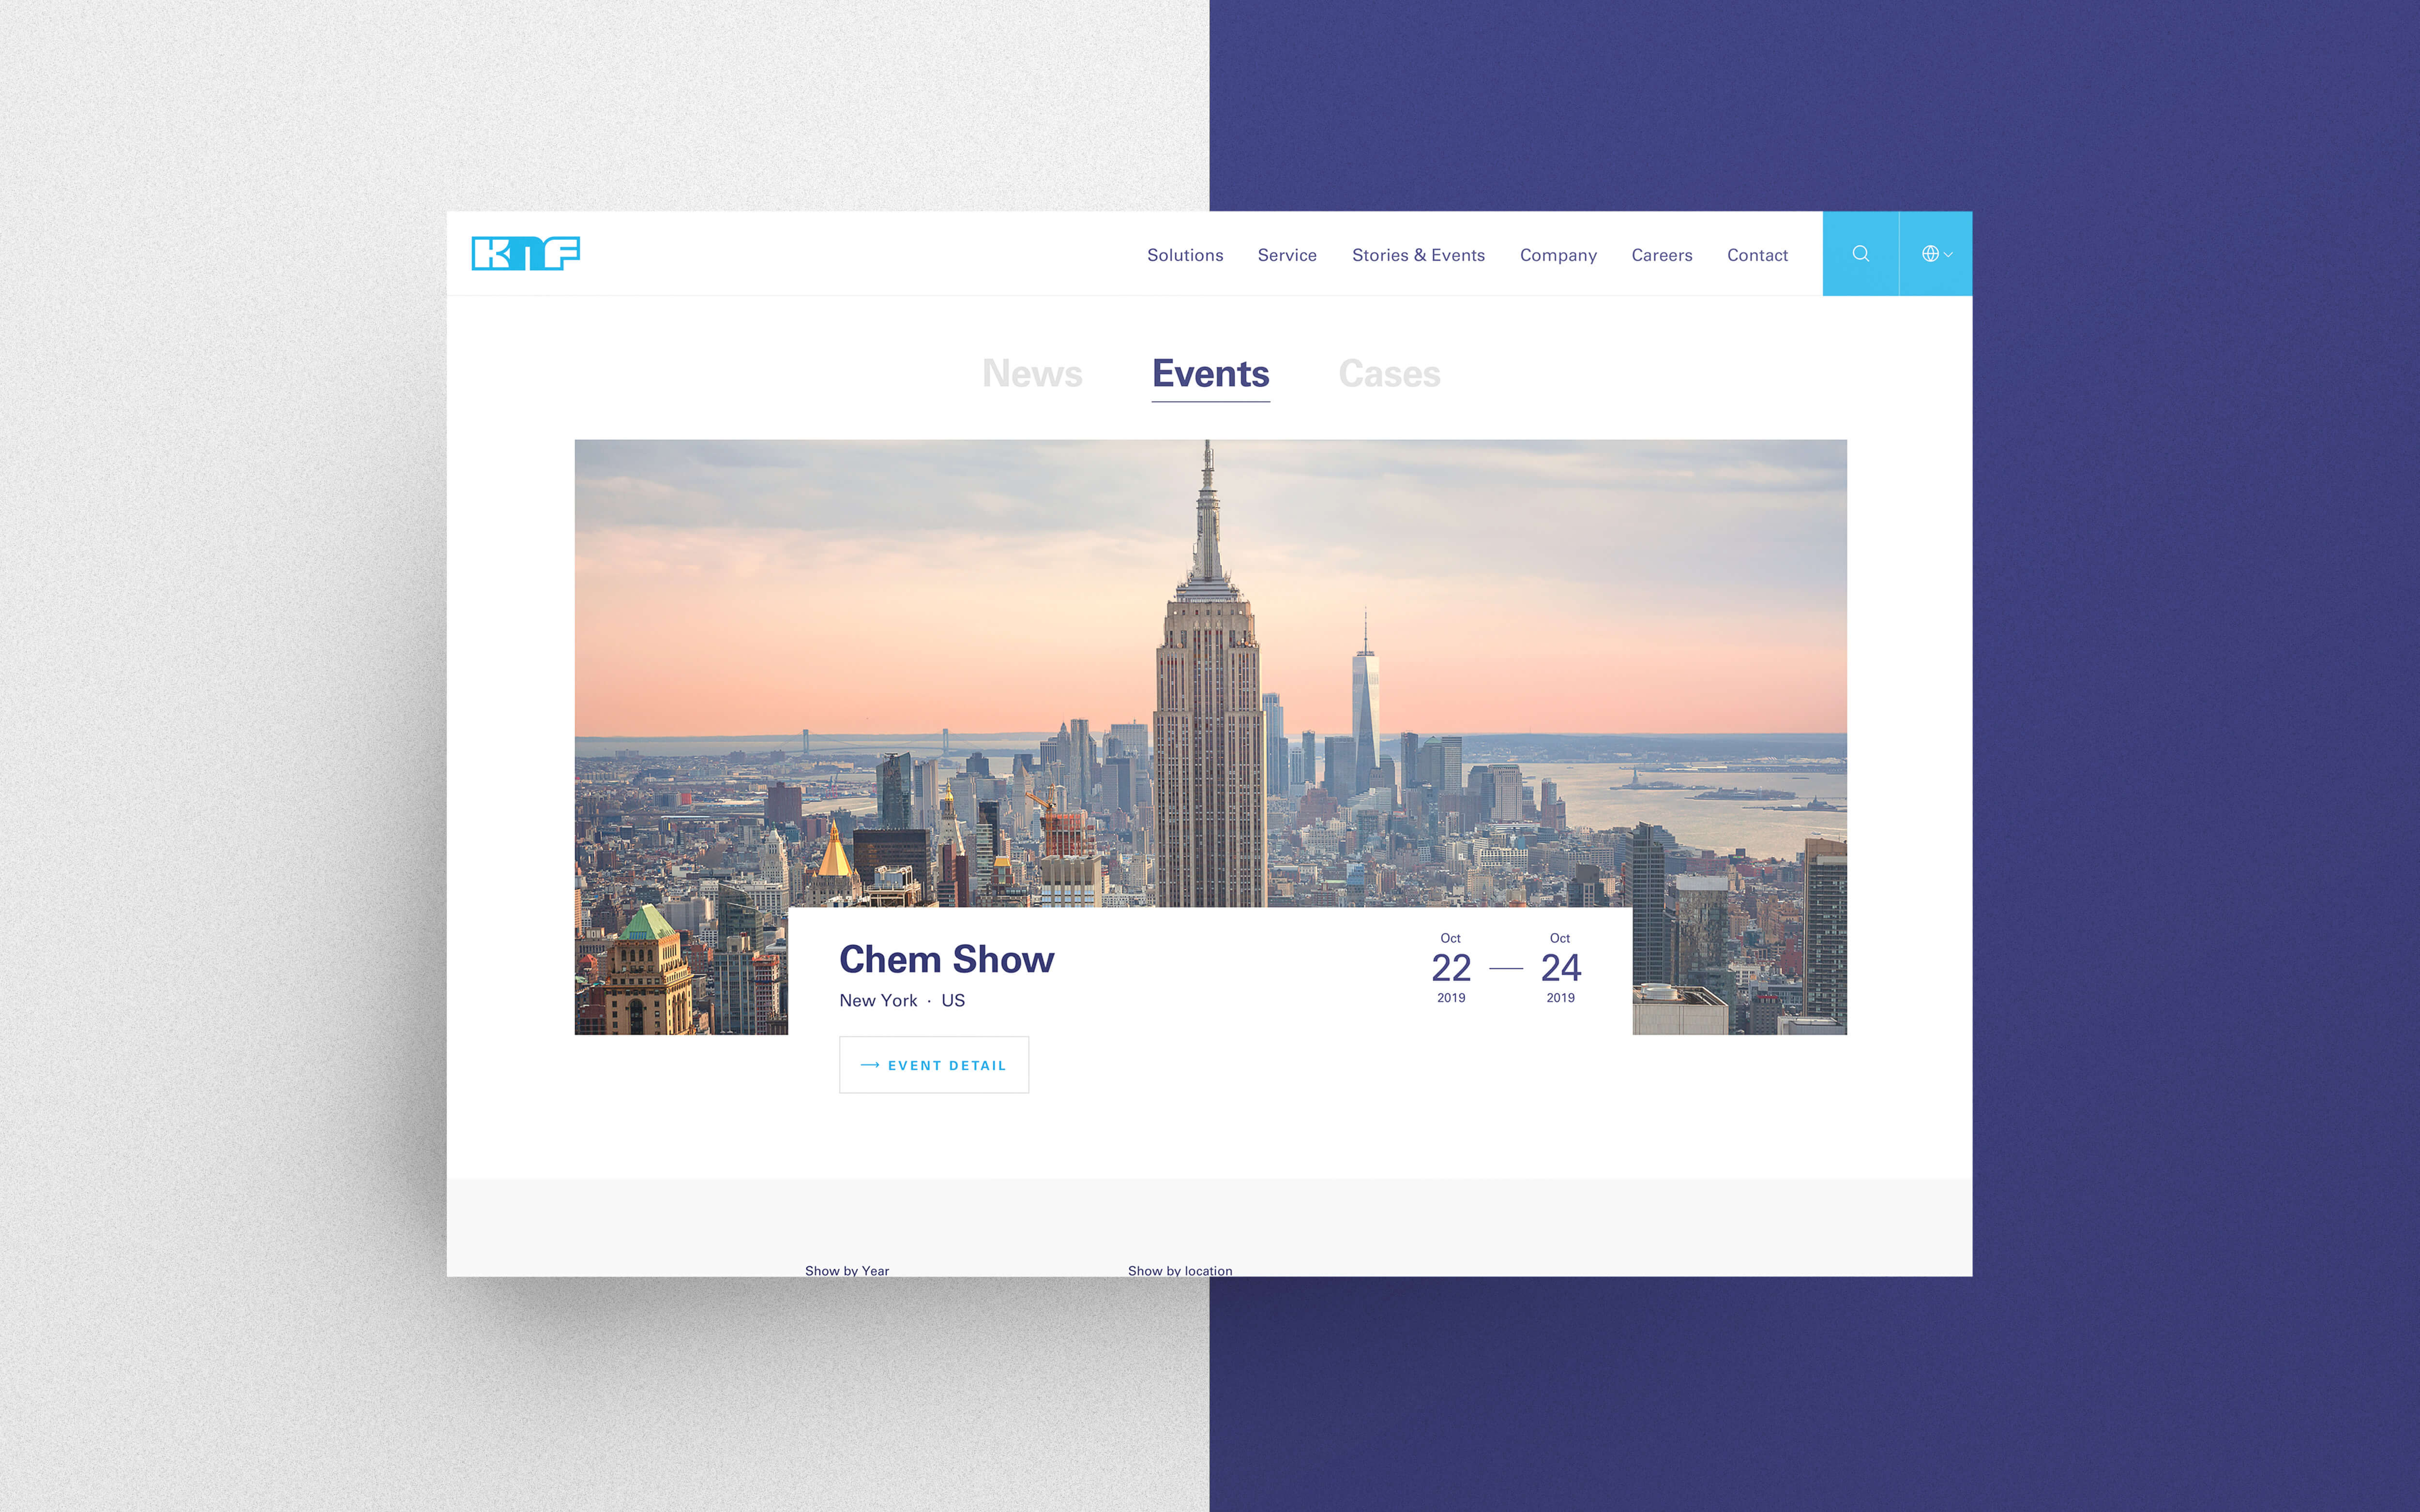 KNF
Solutions Service Stories & Events Company Careers Contact
News Events Cases
Chem Show
New York · US
Oct 22 2019 — Oct 24 2019
→ EVENT DETAIL
Show by Year Show by location